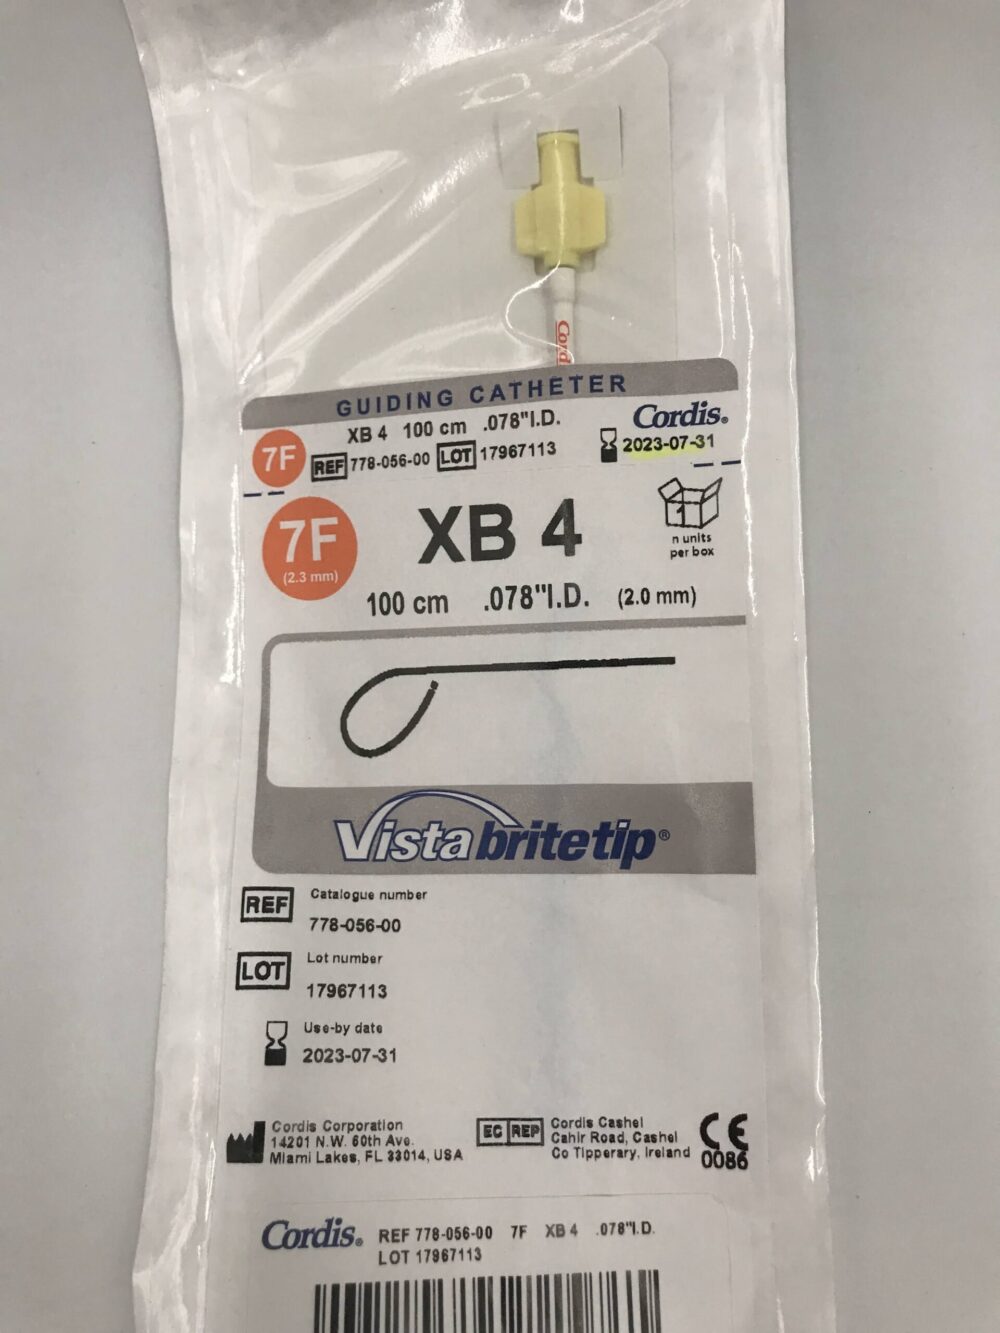 Cord
GUIDING CATHETER
XB 4 100 cm .078"I.D.
Cordis®
7F
REF 778-056-00 LOT 17967113
2023-07-31
7F
(2.3 mm)
XB 4
n units
per box
100 cm .078"I.D. (2.0 mm)
Vista brite tip®
REF
Catalogue number
778-056-00
LOT
Lot number
17967113
Use-by date
2023-07-31
Cordis Corporation
14201 N.W. 60th Ave.
Miami Lakes, FL 33014, USA
EC REP
Cordis Cashel
Cahir Road, Cashel
Co Tipperary, Ireland
CE
0086
Cordis® REF 778-056-00 7F XB 4 .078"I.D.
LOT 17967113